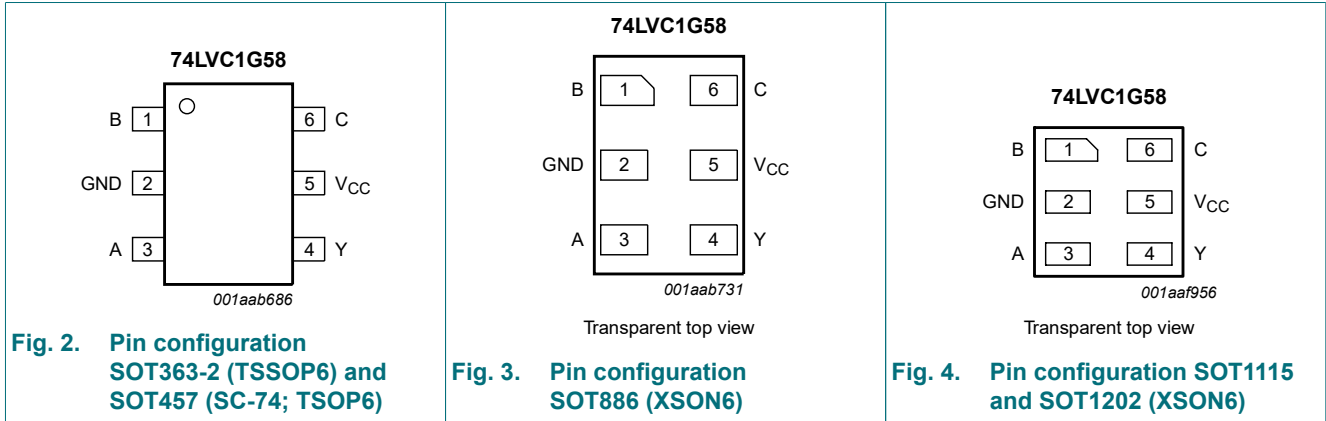 74LVC1G58
B 1 6 C
GND 2 5 VCC
A 3 4 Y
001aab686
Fig. 2. Pin configuration
SOT363-2 (TSSOP6) and
SOT457 (SC-74; TSOP6)
74LVC1G58
B 1 6 C
GND 2 5 VCC
A 3 4 Y
001aab731
Transparent top view
Fig. 3. Pin configuration
SOT886 (XSON6)
74LVC1G58
B 1 6 C
GND 2 5 VCC
A 3 4 Y
001aaf956
Transparent top view
Fig. 4. Pin configuration SOT1115
and SOT1202 (XSON6)